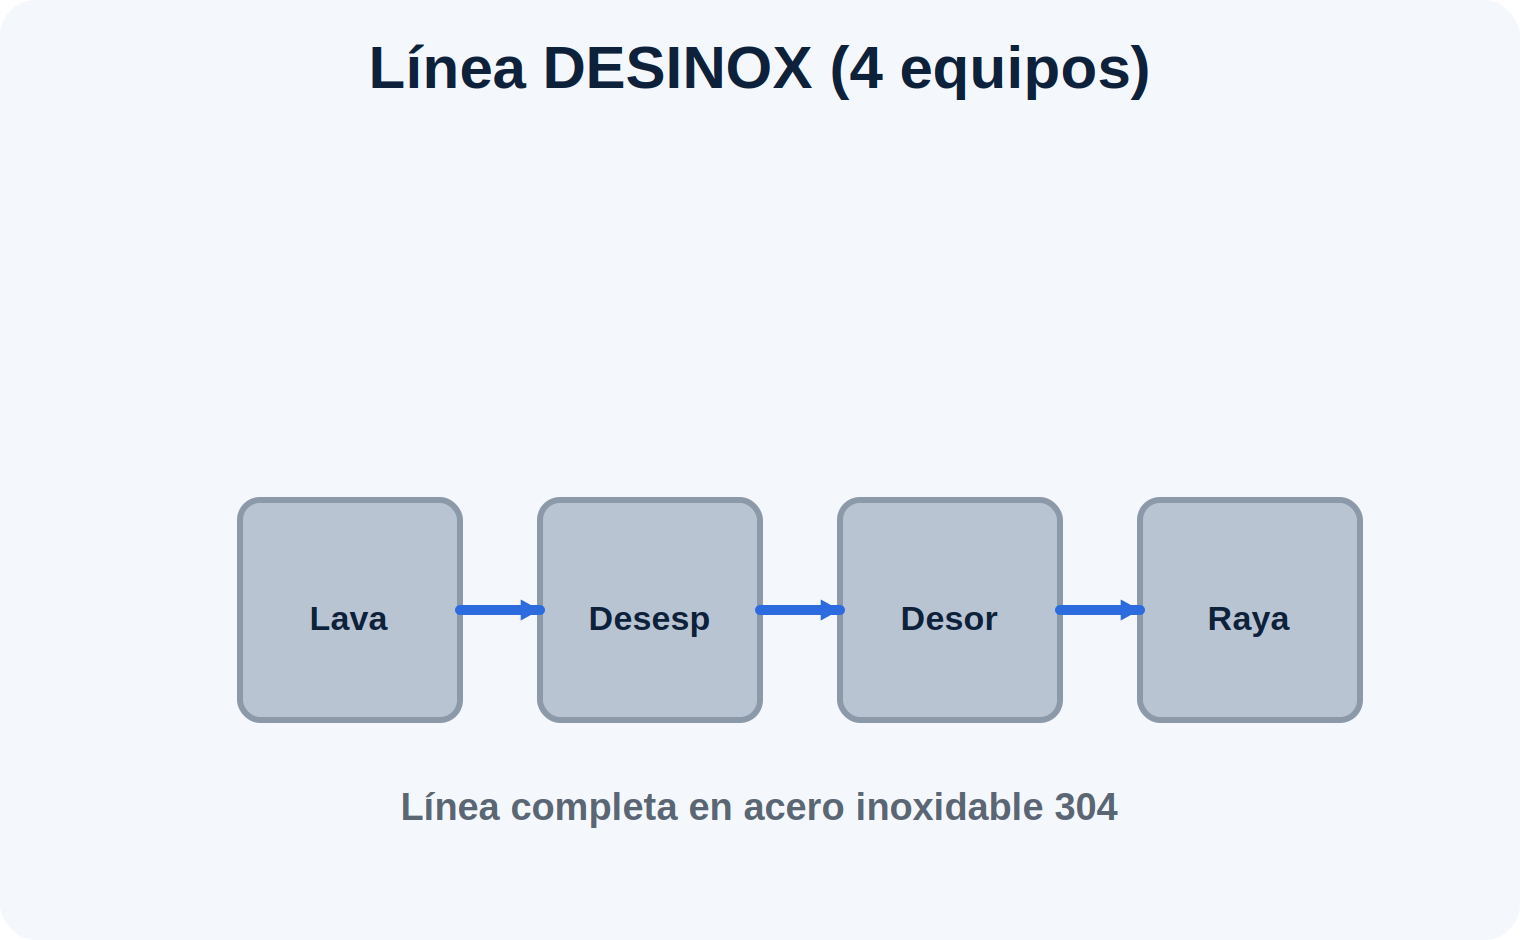 Línea DESINOX (4 equipos)
Lava
Desesp
Desor
Raya
Línea completa en acero inoxidable 304